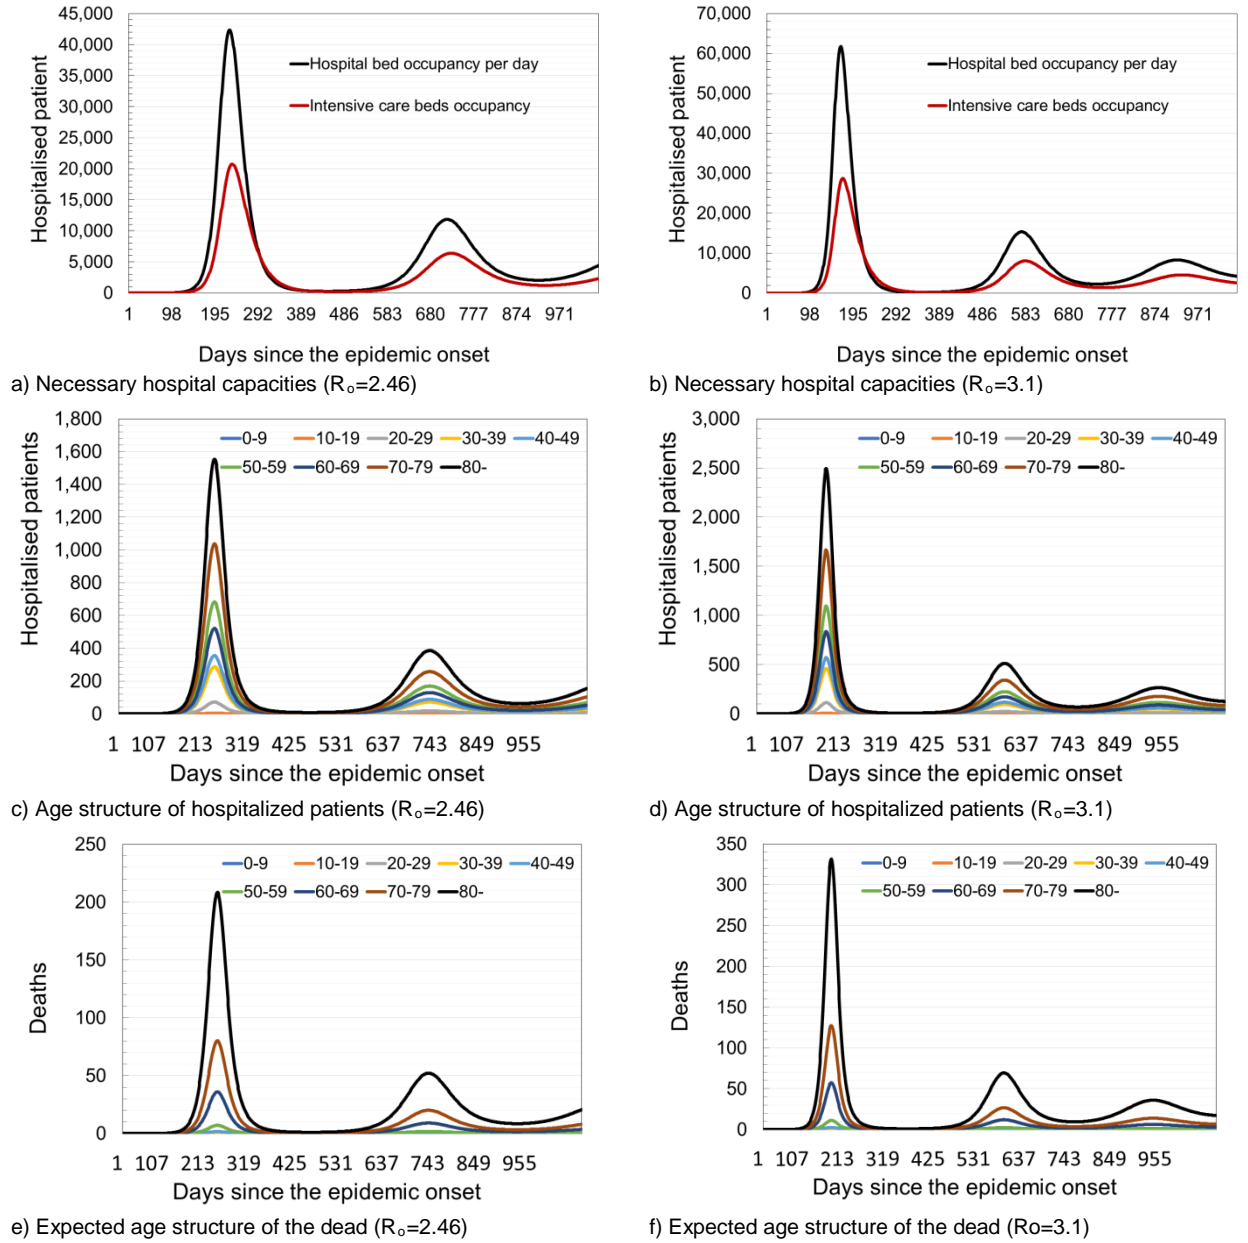 45,000
40,000
35,000
30,000
25,000
20,000
15,000
10,000
5,000
0
Hospitalised patient
Hospital bed occupancy per day
Intensive care beds occupancy
1 98 195 292 389 486 583 680 777 874 971
Days since the epidemic onset
a) Necessary hospital capacities (Rₒ=2.46)
70,000
60,000
50,000
40,000
30,000
20,000
10,000
0
Hospitalised patient
Hospital bed occupancy per day
Intensive care beds occupancy
1 98 195 292 389 486 583 680 777 874 971
Days since the epidemic onset
b) Necessary hospital capacities (Rₒ=3.1)
1,800
1,600
1,400
1,200
1,000
800
600
400
200
0
Hospitalised patients
0-9 10-19 20-29 30-39 40-49
50-59 60-69 70-79 80-
1 107 213 319 425 531 637 743 849 955
Days since the epidemic onset
c) Age structure of hospitalized patients (Rₒ=2.46)
3,000
2,500
2,000
1,500
1,000
500
0
Hospitalised patients
0-9 10-19 20-29 30-39 40-49
50-59 60-69 70-79 80-
1 107 213 319 425 531 637 743 849 955
Days since the epidemic onset
d) Age structure of hospitalized patients (Rₒ=3.1)
250
200
150
100
50
0
Deaths
0-9 10-19 20-29 30-39 40-49
50-59 60-69 70-79 80-
1 107 213 319 425 531 637 743 849 955
Days since the epidemic onset
e) Expected age structure of the dead (Rₒ=2.46)
350
300
250
200
150
100
50
0
Deaths
0-9 10-19 20-29 30-39 40-49
50-59 60-69 70-79 80-
1 107 213 319 425 531 637 743 849 955
Days since the epidemic onset
f) Expected age structure of the dead (Ro=3.1)